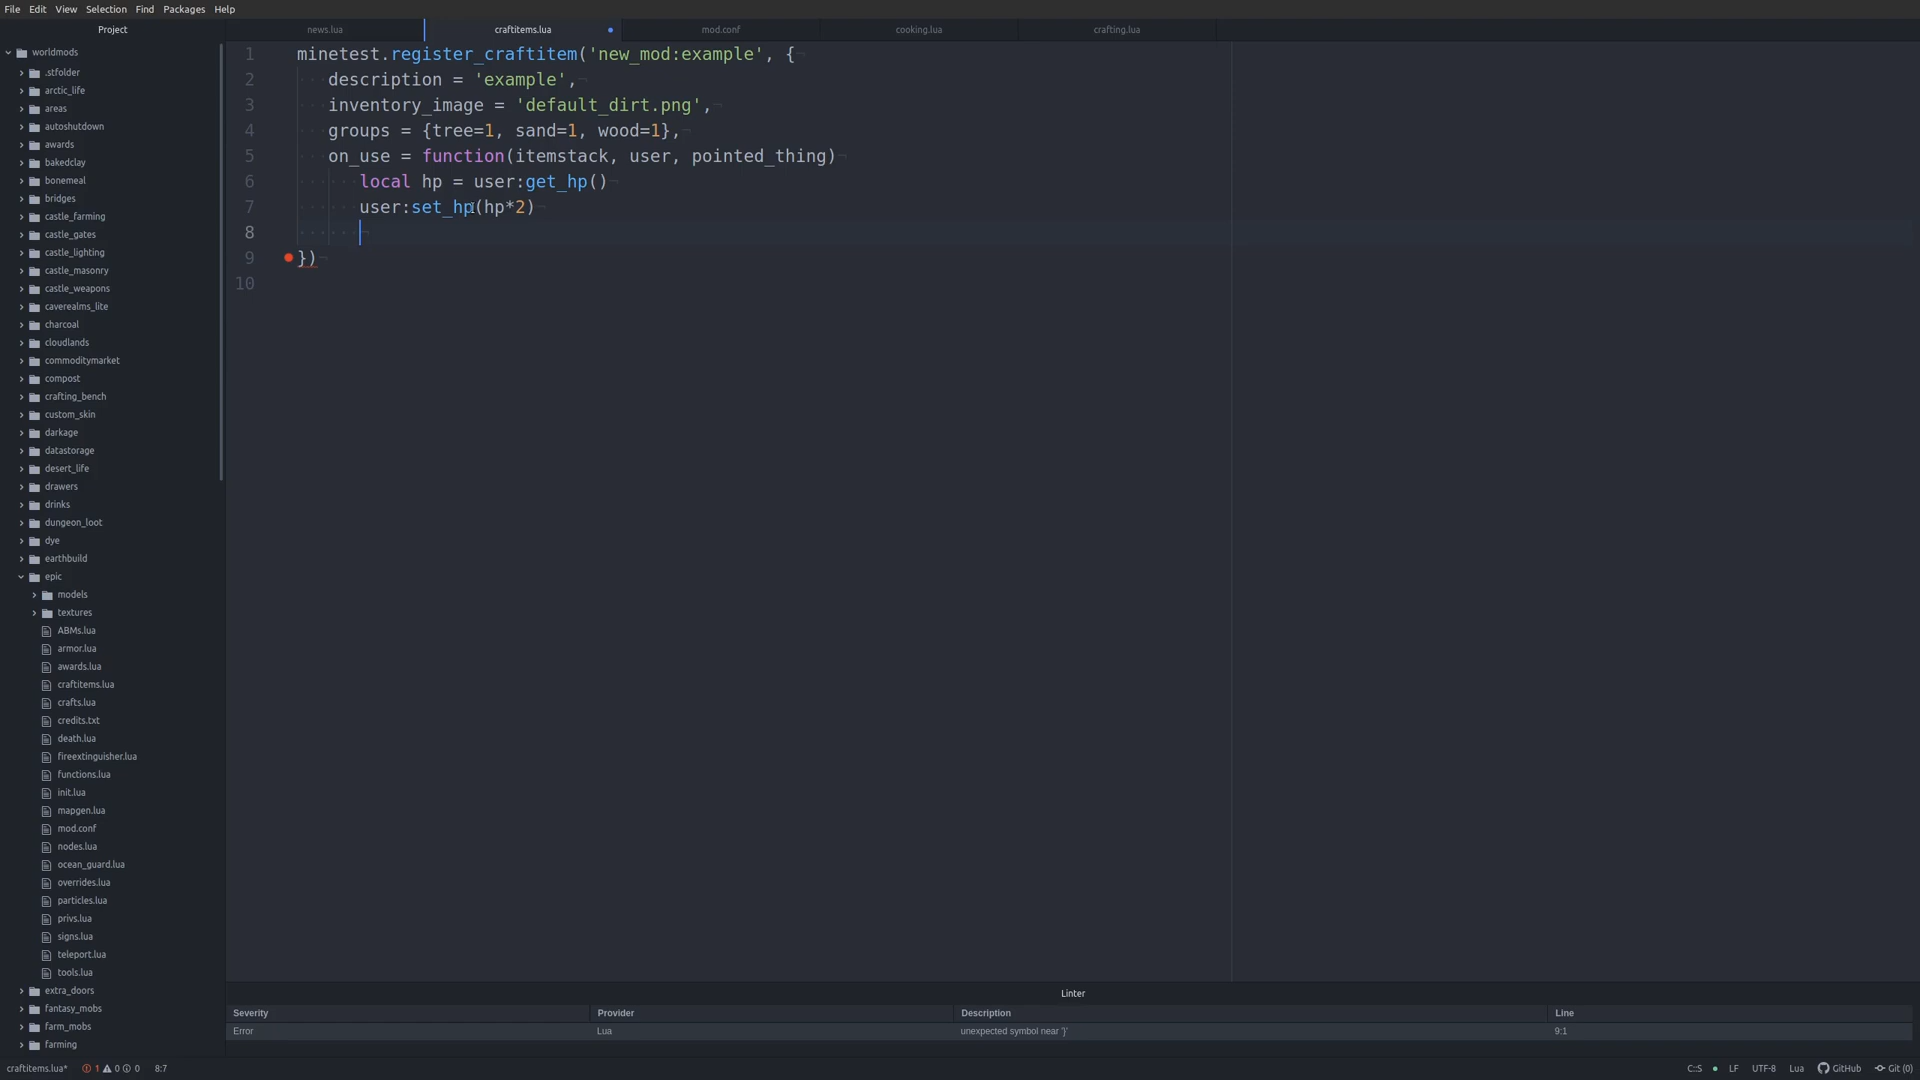 File Edit View Selection Find Packages Help
Project
news.lua
craftitems.lua
mod.conf
cooking.lua
crafting.lua
worldmods
.stfolder
arctic_life
areas
autoshutdown
awards
bakedclay
bonemeal
bridges
castle_farming
castle_gates
castle_lighting
castle_masonry
castle_weapons
caverealms_lite
charcoal
cloudlands
commoditymarket
compost
crafting_bench
custom_skin
darkage
datastorage
desert_life
drawers
drinks
dungeon_loot
dye
earthbuild
epic
models
textures
ABMs.lua
armor.lua
awards.lua
craftitems.lua
crafts.lua
credits.txt
death.lua
fireextinguisher.lua
functions.lua
init.lua
mapgen.lua
mod.conf
nodes.lua
ocean_guard.lua
overrides.lua
particles.lua
privs.lua
signs.lua
teleport.lua
tools.lua
extra_doors
fantasy_mobs
farm_mobs
farming
1 minetest.register_craftitem('new_mod:example', {
2 description = 'example',
3 inventory_image = 'default_dirt.png',
4 groups = {tree=1, sand=1, wood=1},
5 on_use = function(itemstack, user, pointed_thing)
6 local hp = user:get_hp()
7 user:set_hp(hp*2)
8
9 })
10
Linter
Severity Provider Description Line
Error Lua unexpected symbol near '}' 9:1
craftitems.lua* 1 0 0 8:7 C::S LF UTF-8 Lua GitHub Git (0)